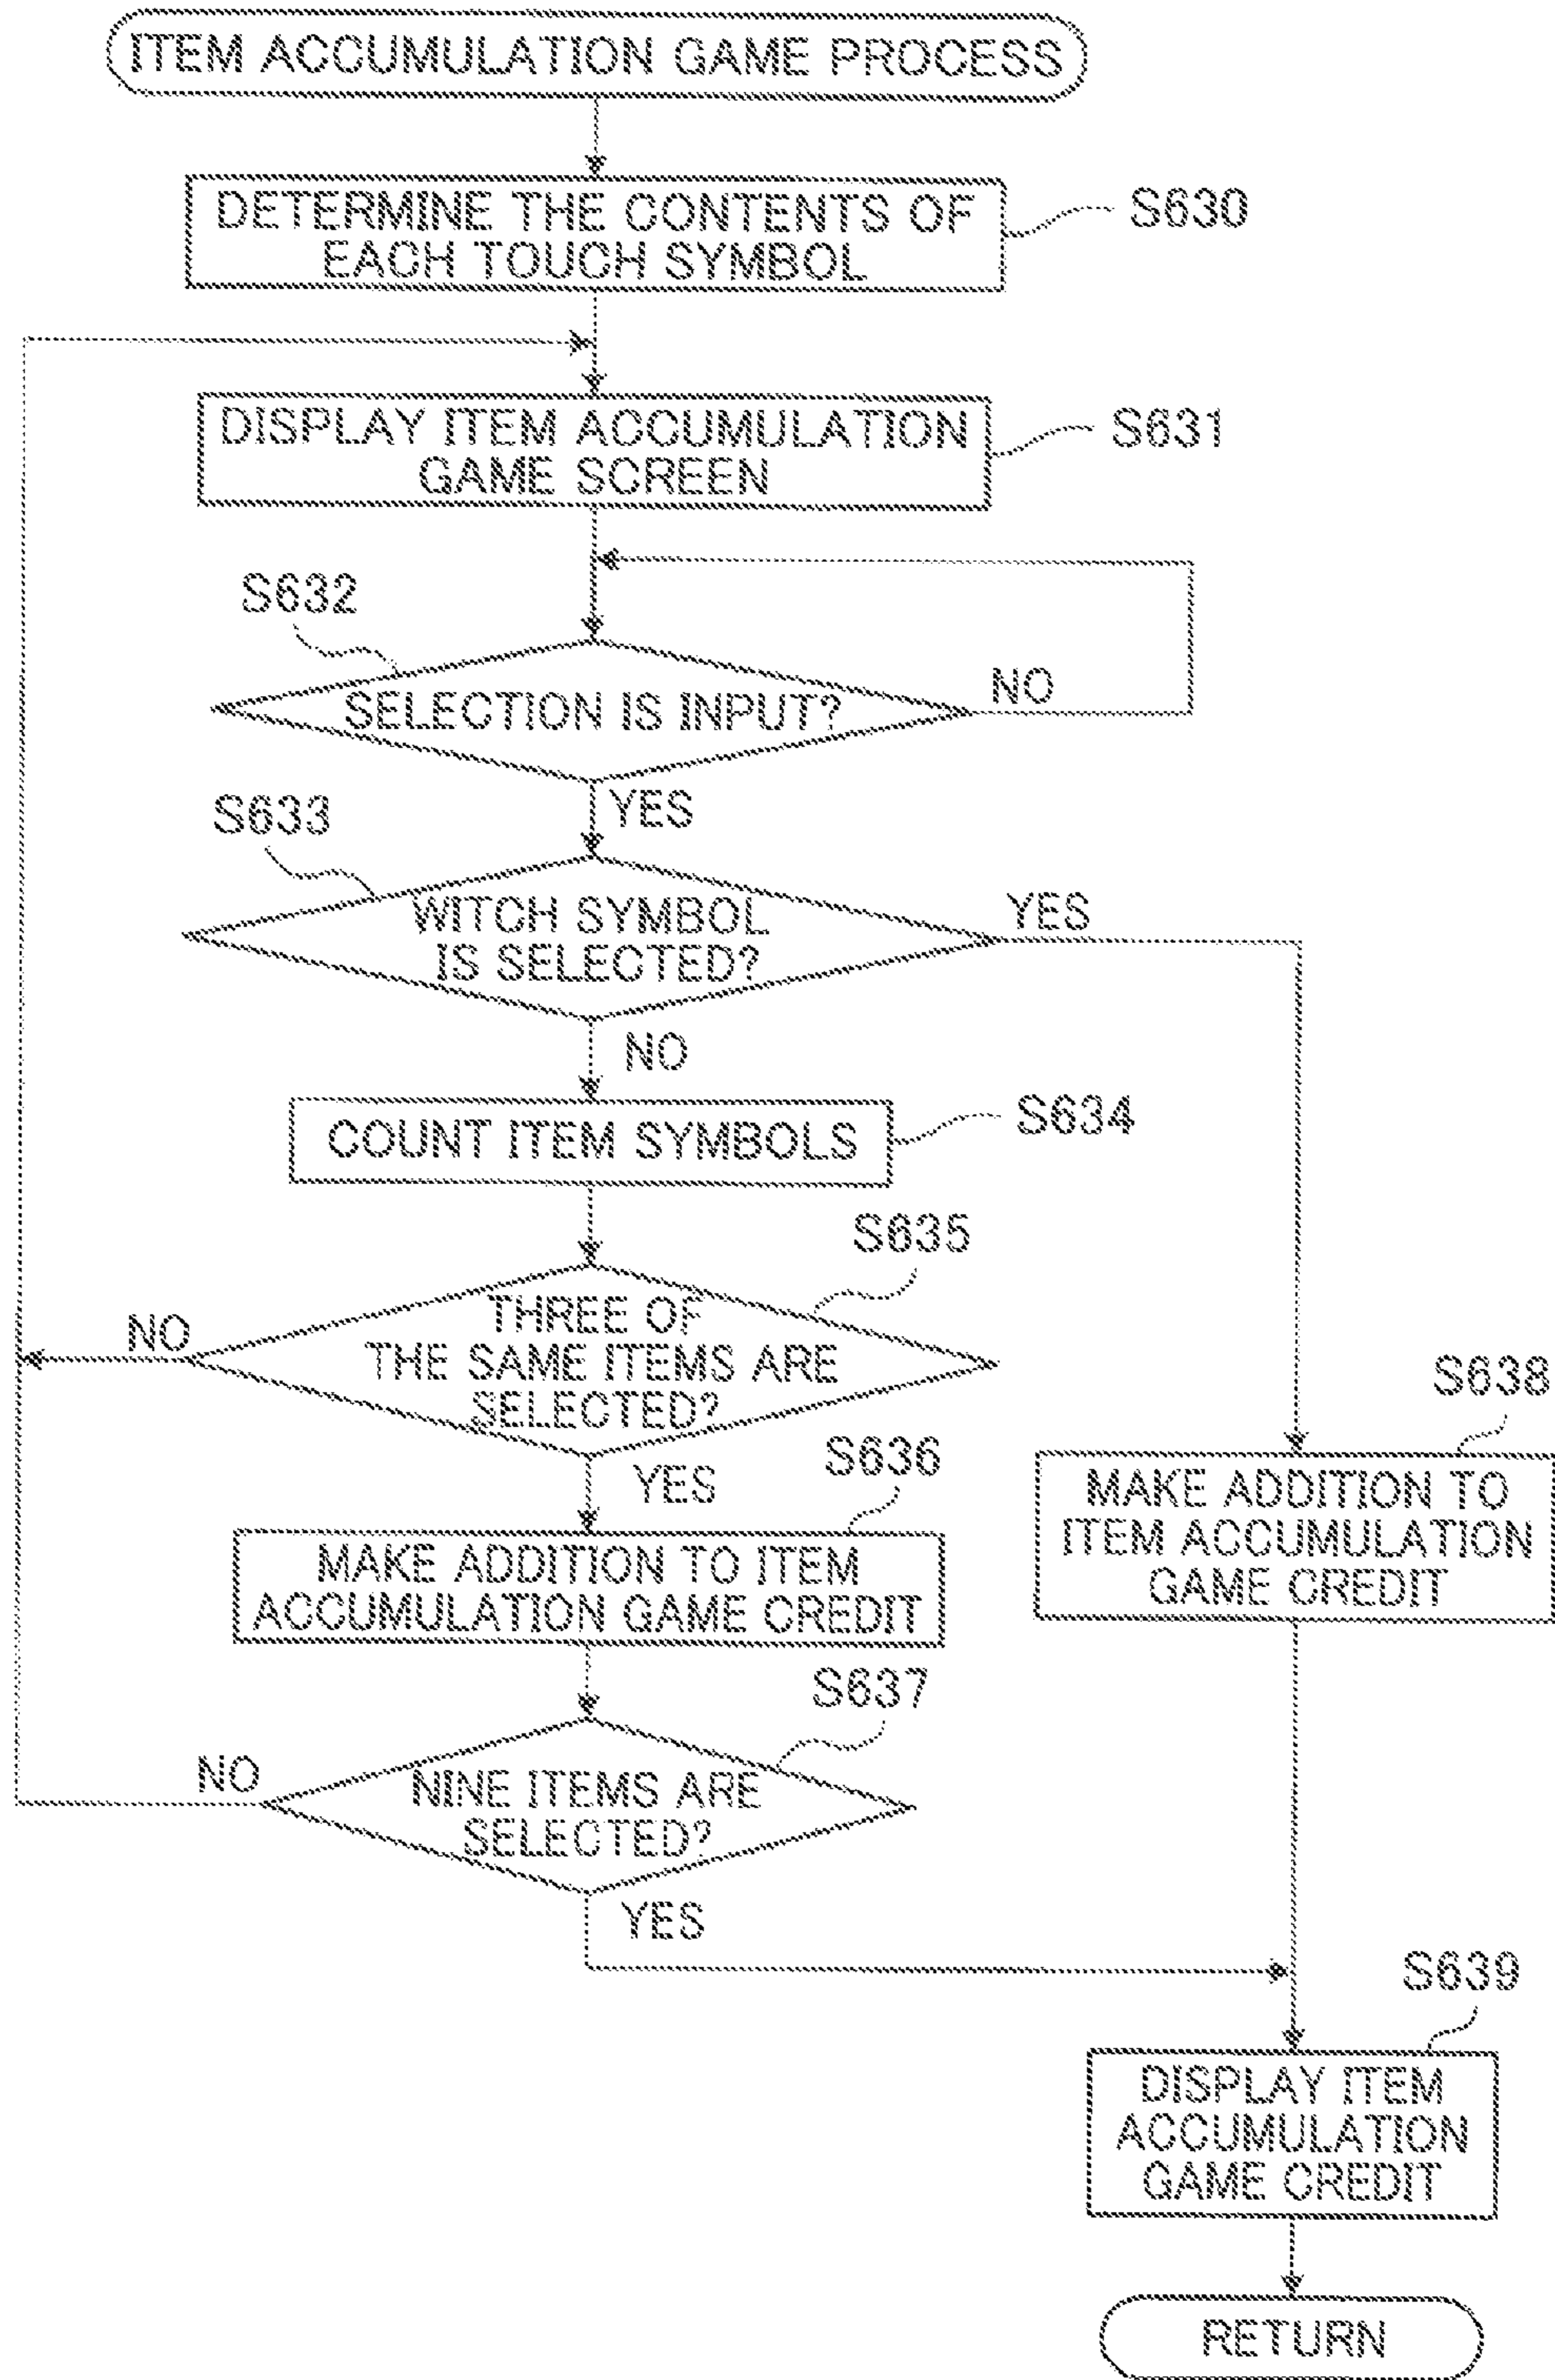 ITEM ACCUMULATION GAME PROCESS
DETERMINE THE CONTENTS OF
EACH TOUCH SYMBOL
S630
DISPLAY ITEM ACCUMULATION
GAME SCREEN
S631
S632
SELECTION IS INPUT?
NO
YES
S633
WITCH SYMBOL
IS SELECTED?
YES
NO
COUNT ITEM SYMBOLS
S634
S635
THREE OF
THE SAME ITEMS ARE
SELECTED?
NO
YES
S636
MAKE ADDITION TO ITEM
ACCUMULATION GAME CREDIT
S638
MAKE ADDITION TO
ITEM ACCUMULATION
GAME CREDIT
S637
NINE ITEMS ARE
SELECTED?
NO
YES
S639
DISPLAY ITEM
ACCUMULATION
GAME CREDIT
RETURN